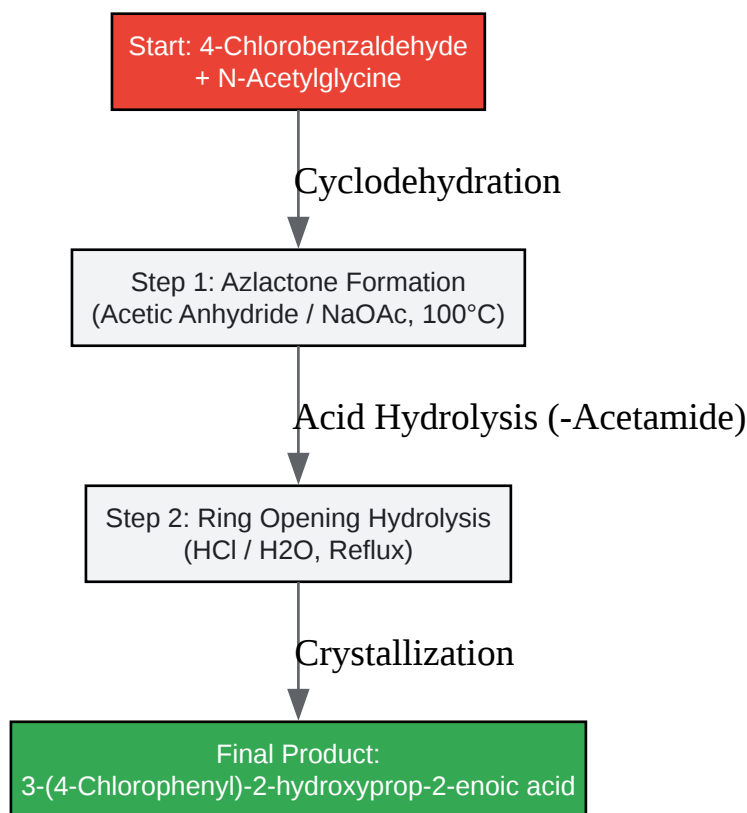 Start: 4-Chlorobenzaldehyde
+ N-Acetylglycine
Cyclodehydration
Step 1: Azlactone Formation
(Acetic Anhydride / NaOAc, 100°C)
Acid Hydrolysis (-Acetamide)
Step 2: Ring Opening Hydrolysis
(HCl / H2O, Reflux)
Crystallization
Final Product:
3-(4-Chlorophenyl)-2-hydroxyprop-2-enoic acid